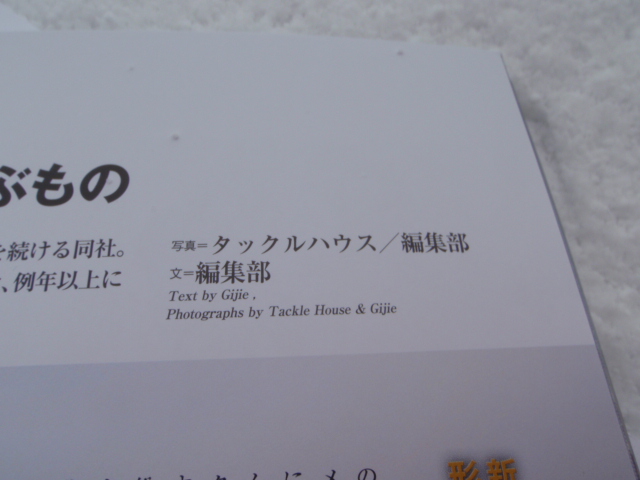 ぶもの
を続ける同社。
、例年以上に
写真＝タックルハウス／編集部
文＝編集部
Text by Gijie ,
Photographs by Tackle House & Gijie